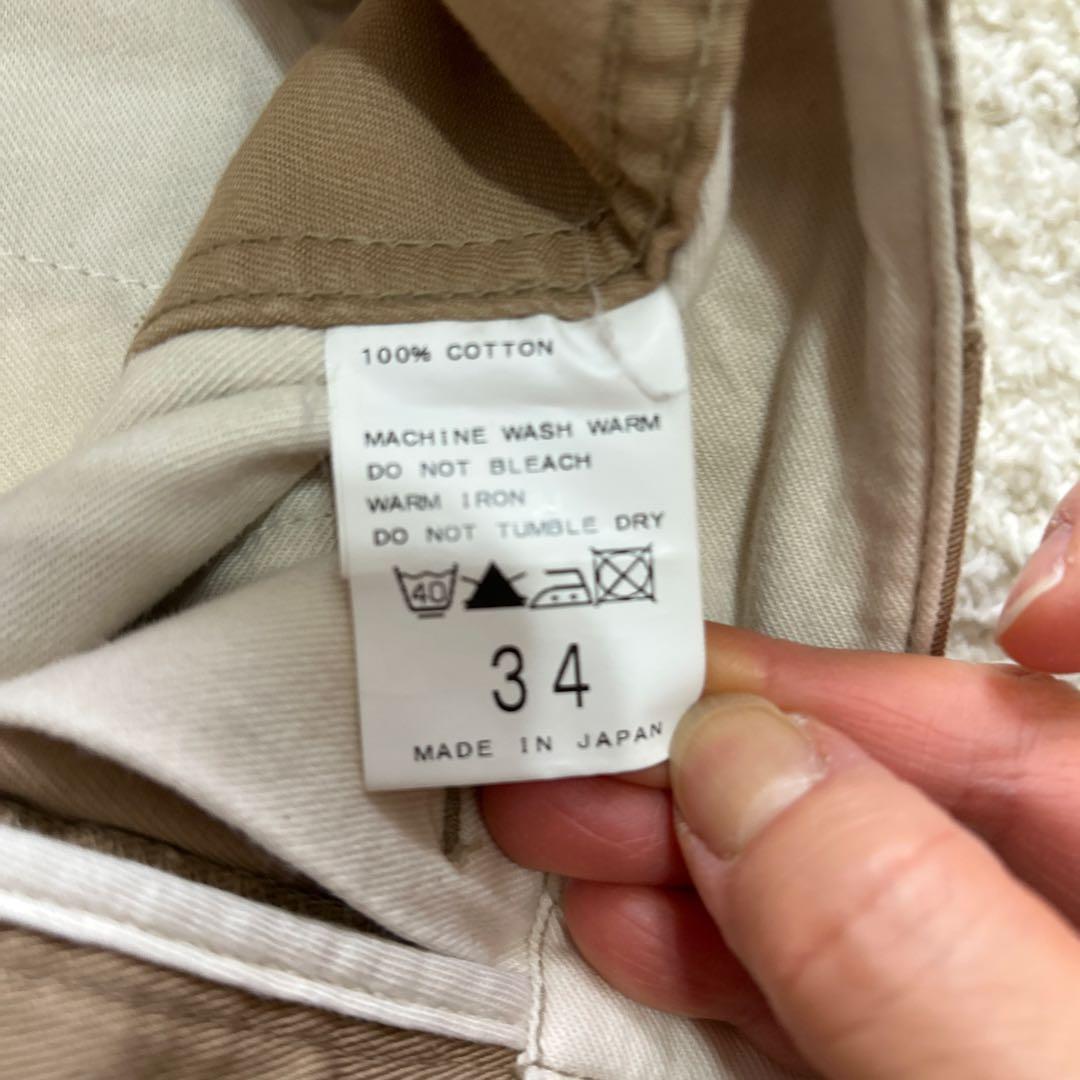 100% COTTON
MACHINE WASH WARM
DO NOT BLEACH
WARM IRON
DO NOT TUMBLE DRY
40
34
MADE IN JAPAN